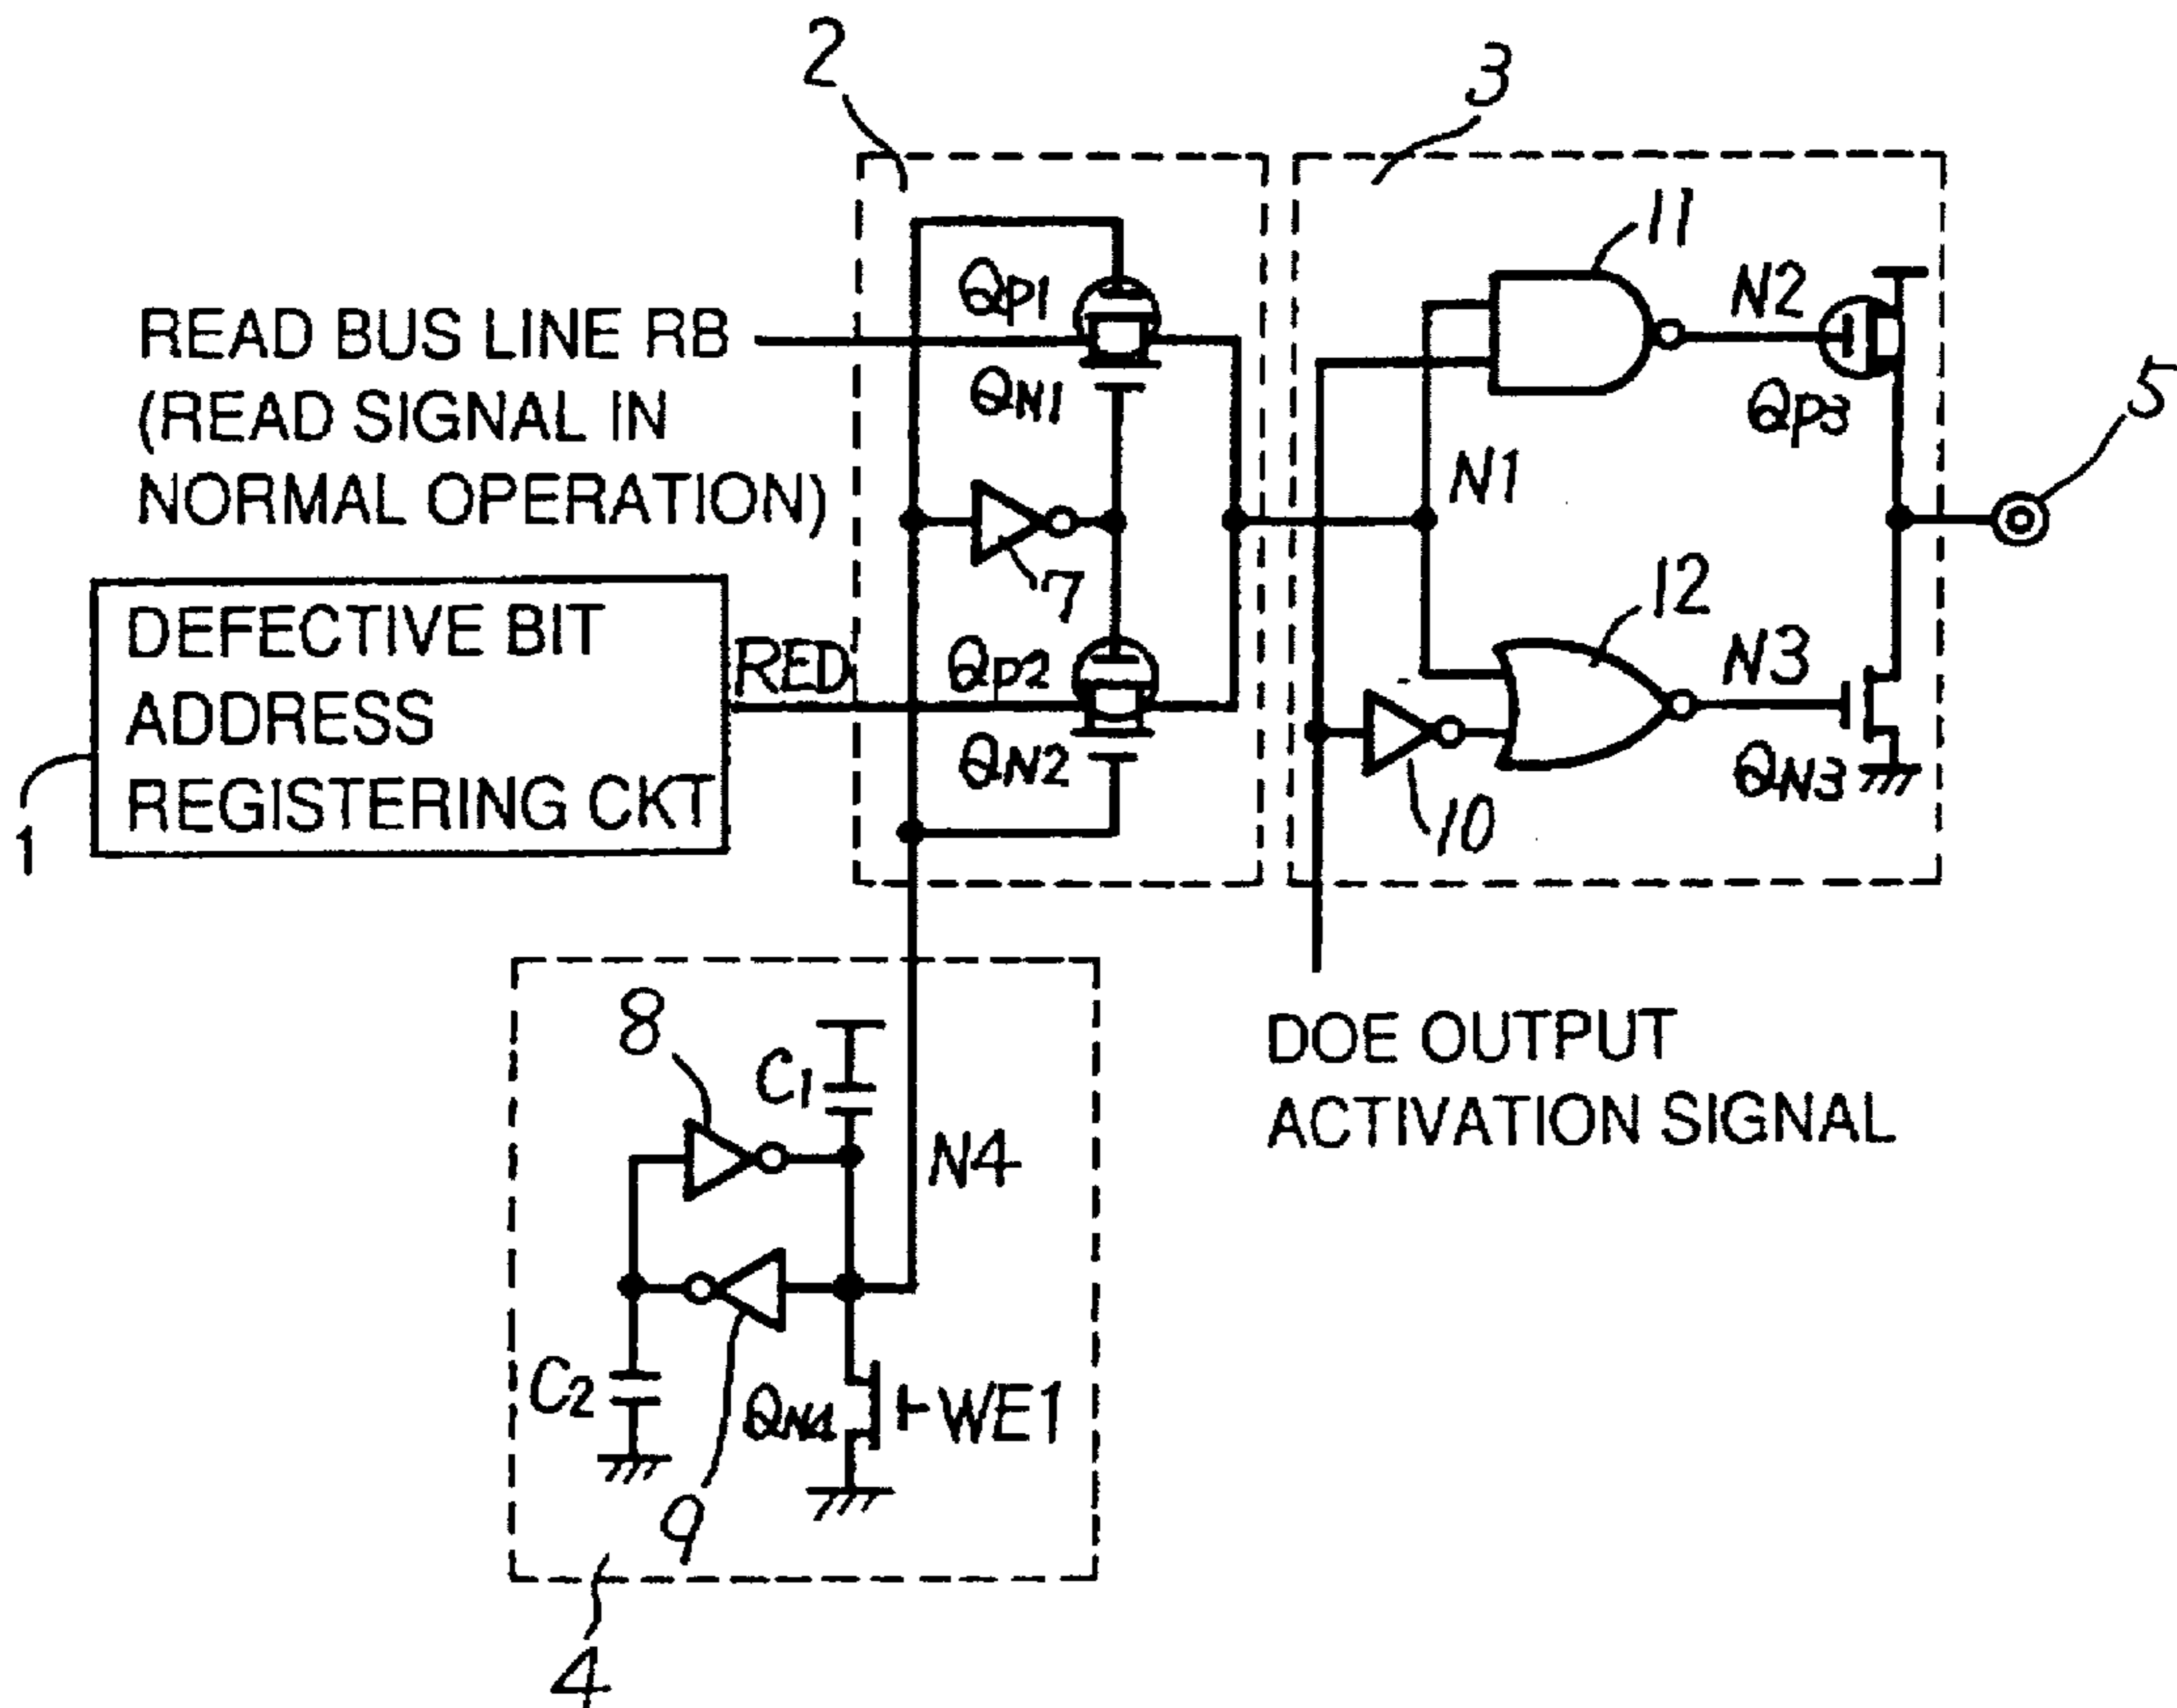 2
3
11
QP1
N2
READ BUS LINE RB
(READ SIGNAL IN
NORMAL OPERATION)
QN1
QP3
5
N1
7
12
DEFECTIVE BIT
ADDRESS
REGISTERING CKT
RED
QP2
N3
QN2
QN3
10
1
8
C1
DOE OUTPUT
ACTIVATION SIGNAL
N4
C2
QN4
WE1
9
4